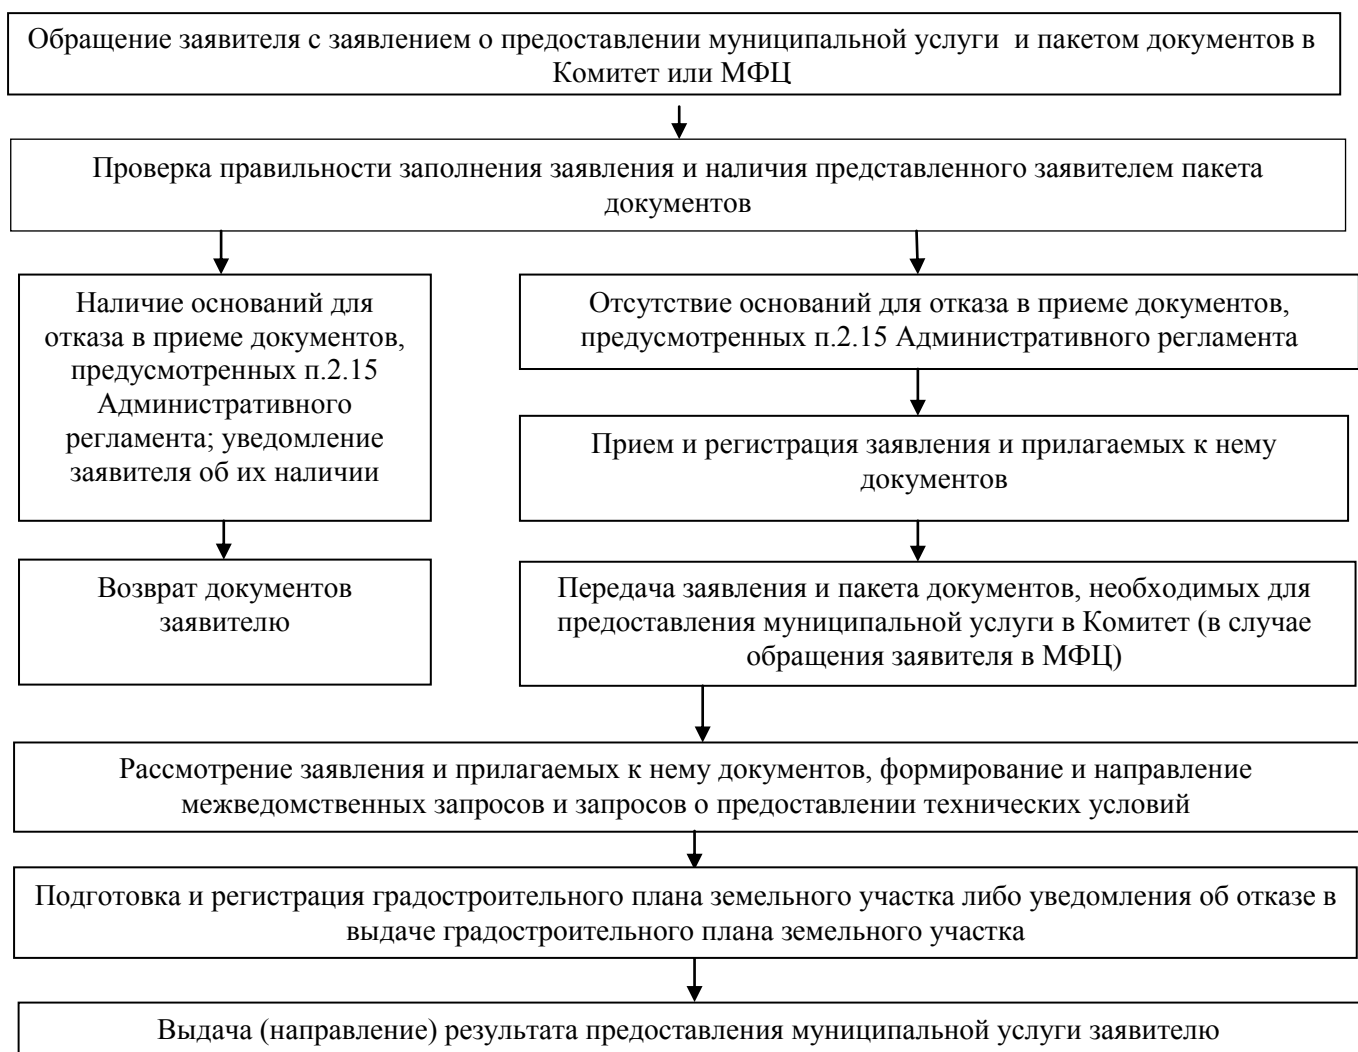 Обращение заявителя с заявлением о предоставлении муниципальной услуги и пакетом документов в
Комитет или МФЦ
Проверка правильности заполнения заявления и наличия представленного заявителем пакета
документов
Наличие оснований для
отказа в приеме документов,
предусмотренных п.2.15
Административного
регламента; уведомление
заявителя об их наличии
Отсутствие оснований для отказа в приеме документов,
предусмотренных п.2.15 Административного регламента
Прием и регистрация заявления и прилагаемых к нему
документов
Возврат документов
заявителю
Передача заявления и пакета документов, необходимых для
предоставления муниципальной услуги в Комитет (в случае
обращения заявителя в МФЦ)
Рассмотрение заявления и прилагаемых к нему документов, формирование и направление
межведомственных запросов и запросов о предоставлении технических условий
Подготовка и регистрация градостроительного плана земельного участка либо уведомления об отказе в
выдаче градостроительного плана земельного участка
Выдача (направление) результата предоставления муниципальной услуги заявителю